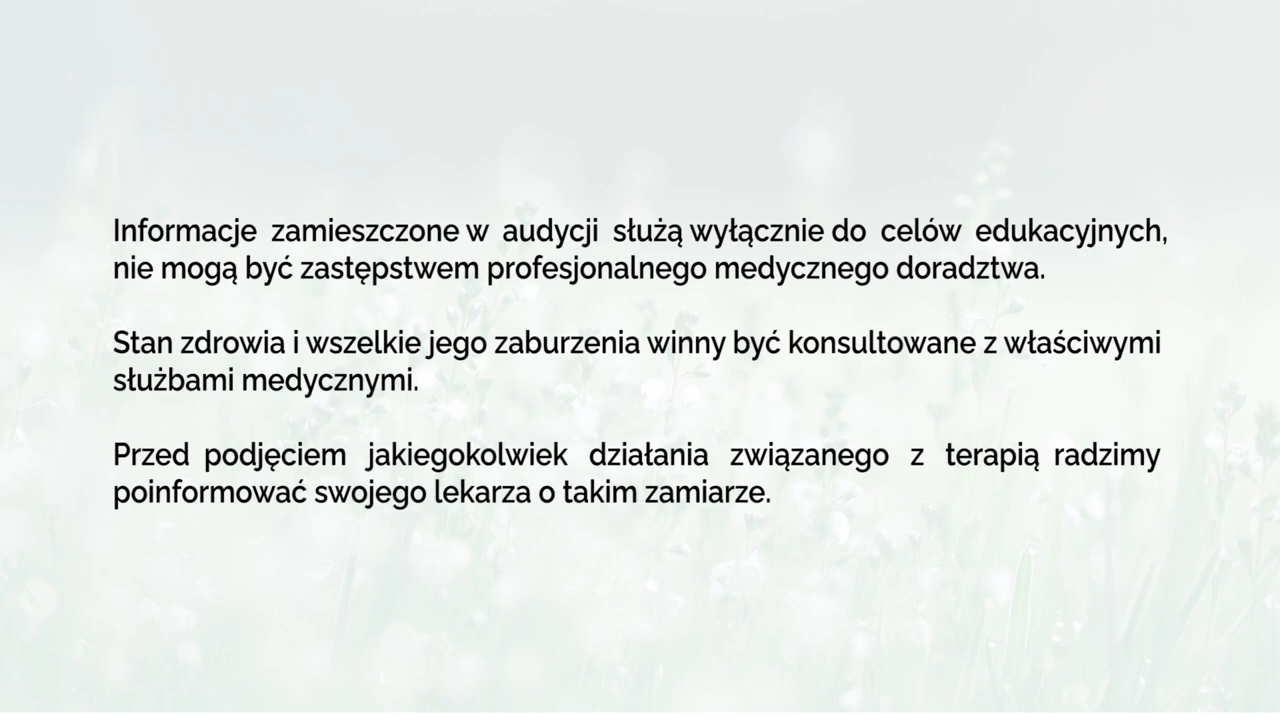 Informacje zamieszczone w audycji służą wyłącznie do celów edukacyjnych,
nie mogą być zastępstwem profesjonalnego medycznego doradztwa.
Stan zdrowia i wszelkie jego zaburzenia winny być konsultowane z właściwymi
służbami medycznymi.
Przed podjęciem jakiegokolwiek działania związanego z terapią radzimy
poinformować swojego lekarza o takim zamiarze.